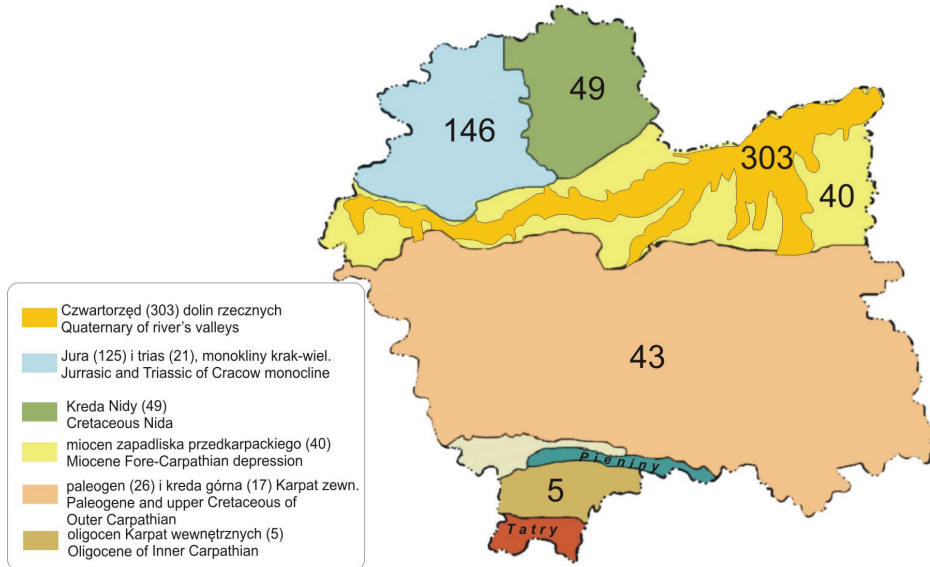 49
146
303
40
43
Pieniny
5
Tatry
Czwartorzęd (303) dolin rzecznych
Quaternary of river's valleys
Jura (125) i trias (21), monokliny krak-wiel.
Jurrasic and Triassic of Cracow monocline
Kreda Nidy (49)
Cretaceous Nida
miocen zapadliska przedkarpackiego (40)
Miocene Fore-Carpathian depression
paleogen (26) i kreda górna (17) Karpat zewn.
Paleogene and upper Cretaceous of
Outer Carpathian
oligocen Karpat wewnętrznych (5)
Oligocene of Inner Carpathian